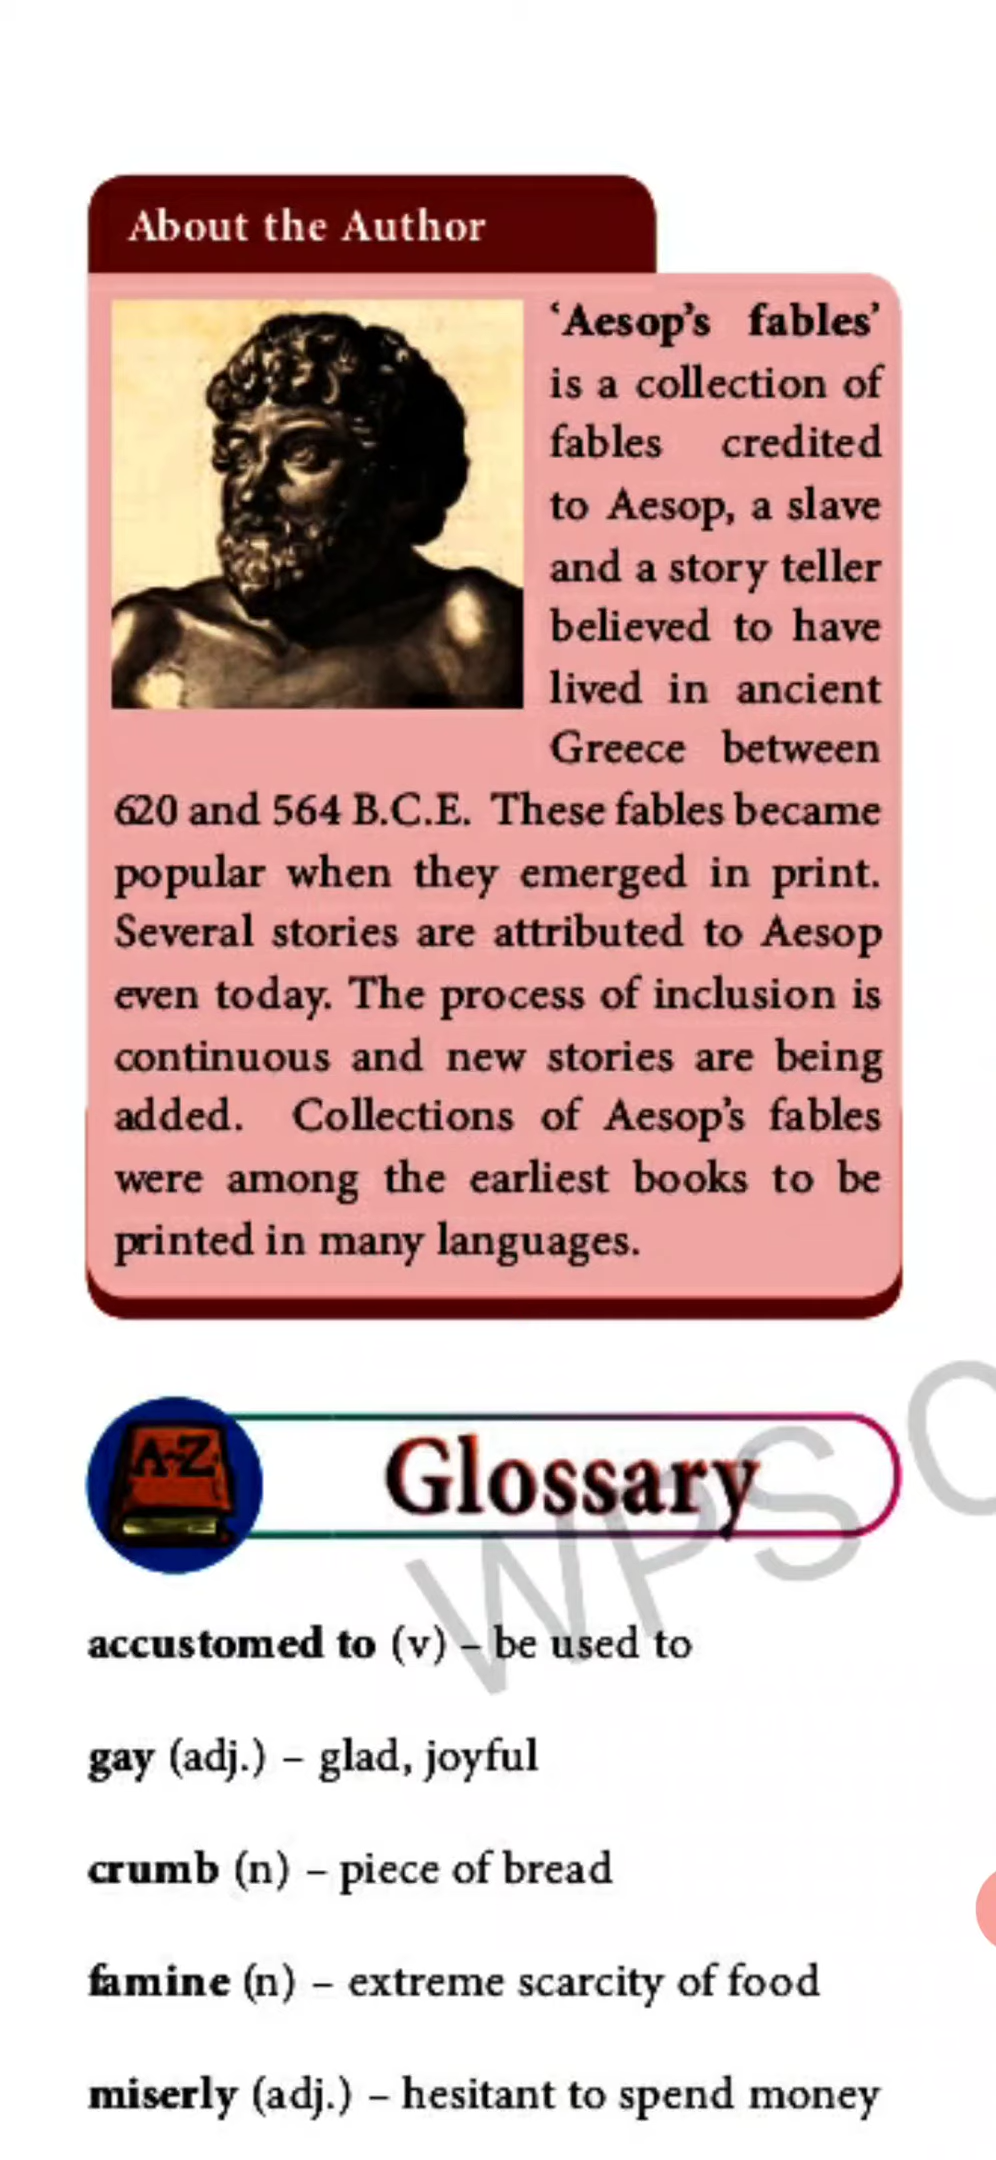 About the Author
‘Aesop’s fables’
is a collection of
fables credited
to Aesop, a slave
and a story teller
believed to have
lived in ancient
Greece between
620 and 564 B.C.E. These fables became
popular when they emerged in print.
Several stories are attributed to Aesop
even today. The process of inclusion is
continuous and new stories are being
added. Collections of Aesop’s fables
were among the earliest books to be
printed in many languages.
A-Z
Glossary
WPS
accustomed to (v) – be used to
gay (adj.) – glad, joyful
crumb (n) – piece of bread
famine (n) – extreme scarcity of food
miserly (adj.) – hesitant to spend money